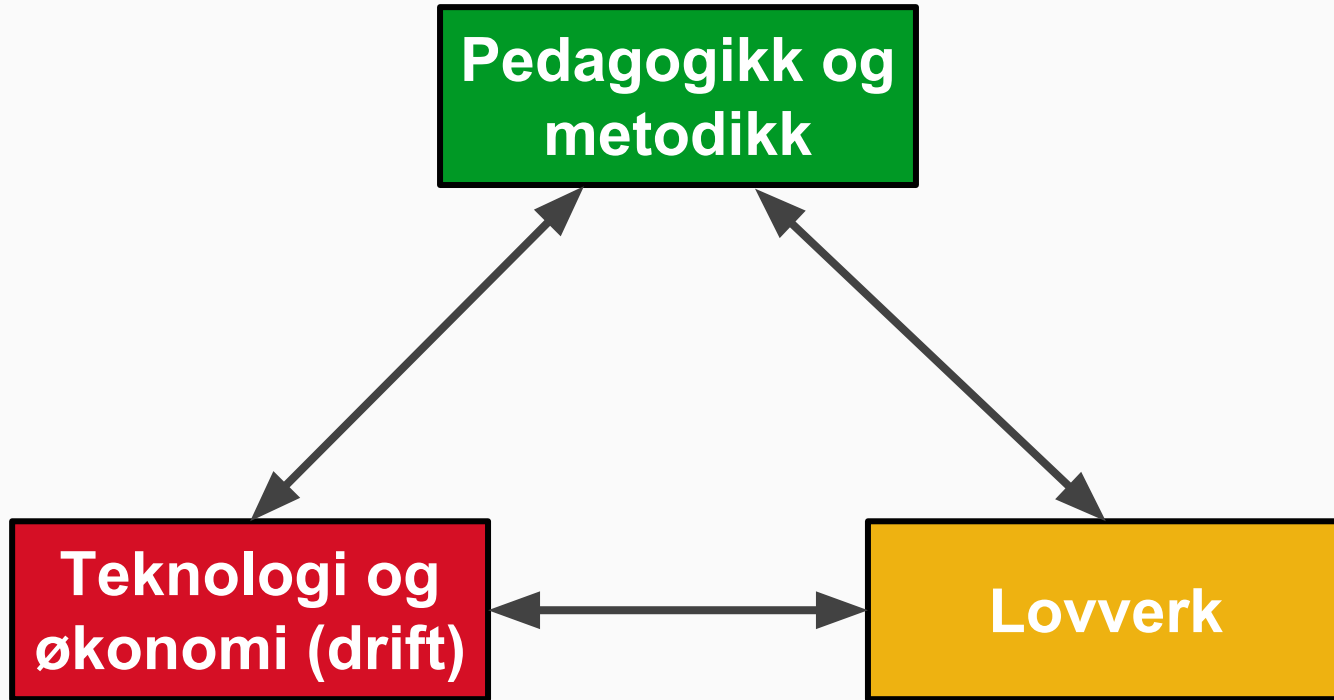 Pedagogikk og
metodikk
Teknologi og
økonomi (drift)
Lovverk